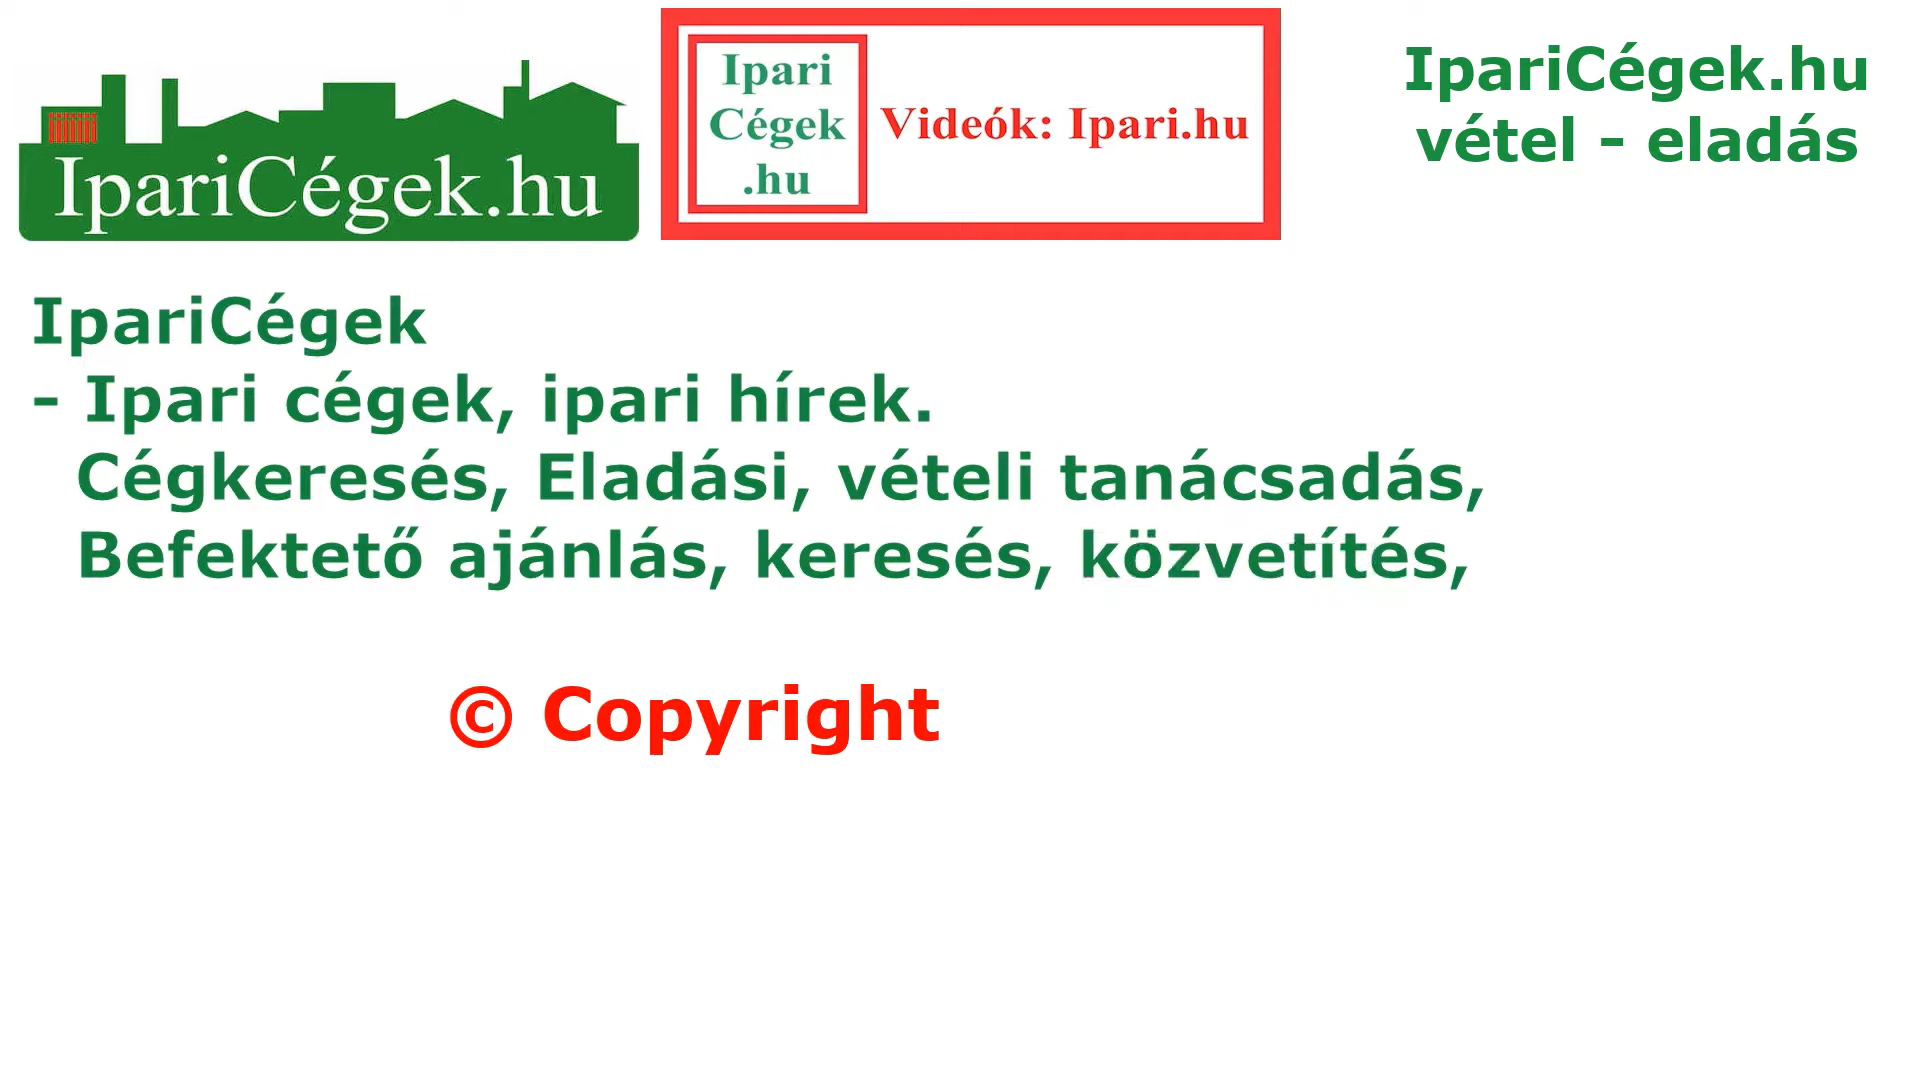 IpariCégek.hu
Ipari
Cégek
.hu
Videók: Ipari.hu
IpariCégek.hu
vétel - eladás
IpariCégek
- Ipari cégek, ipari hírek.
Cégkeresés, Eladási, vételi tanácsadás,
Befektető ajánlás, keresés, közvetítés,
© Copyright